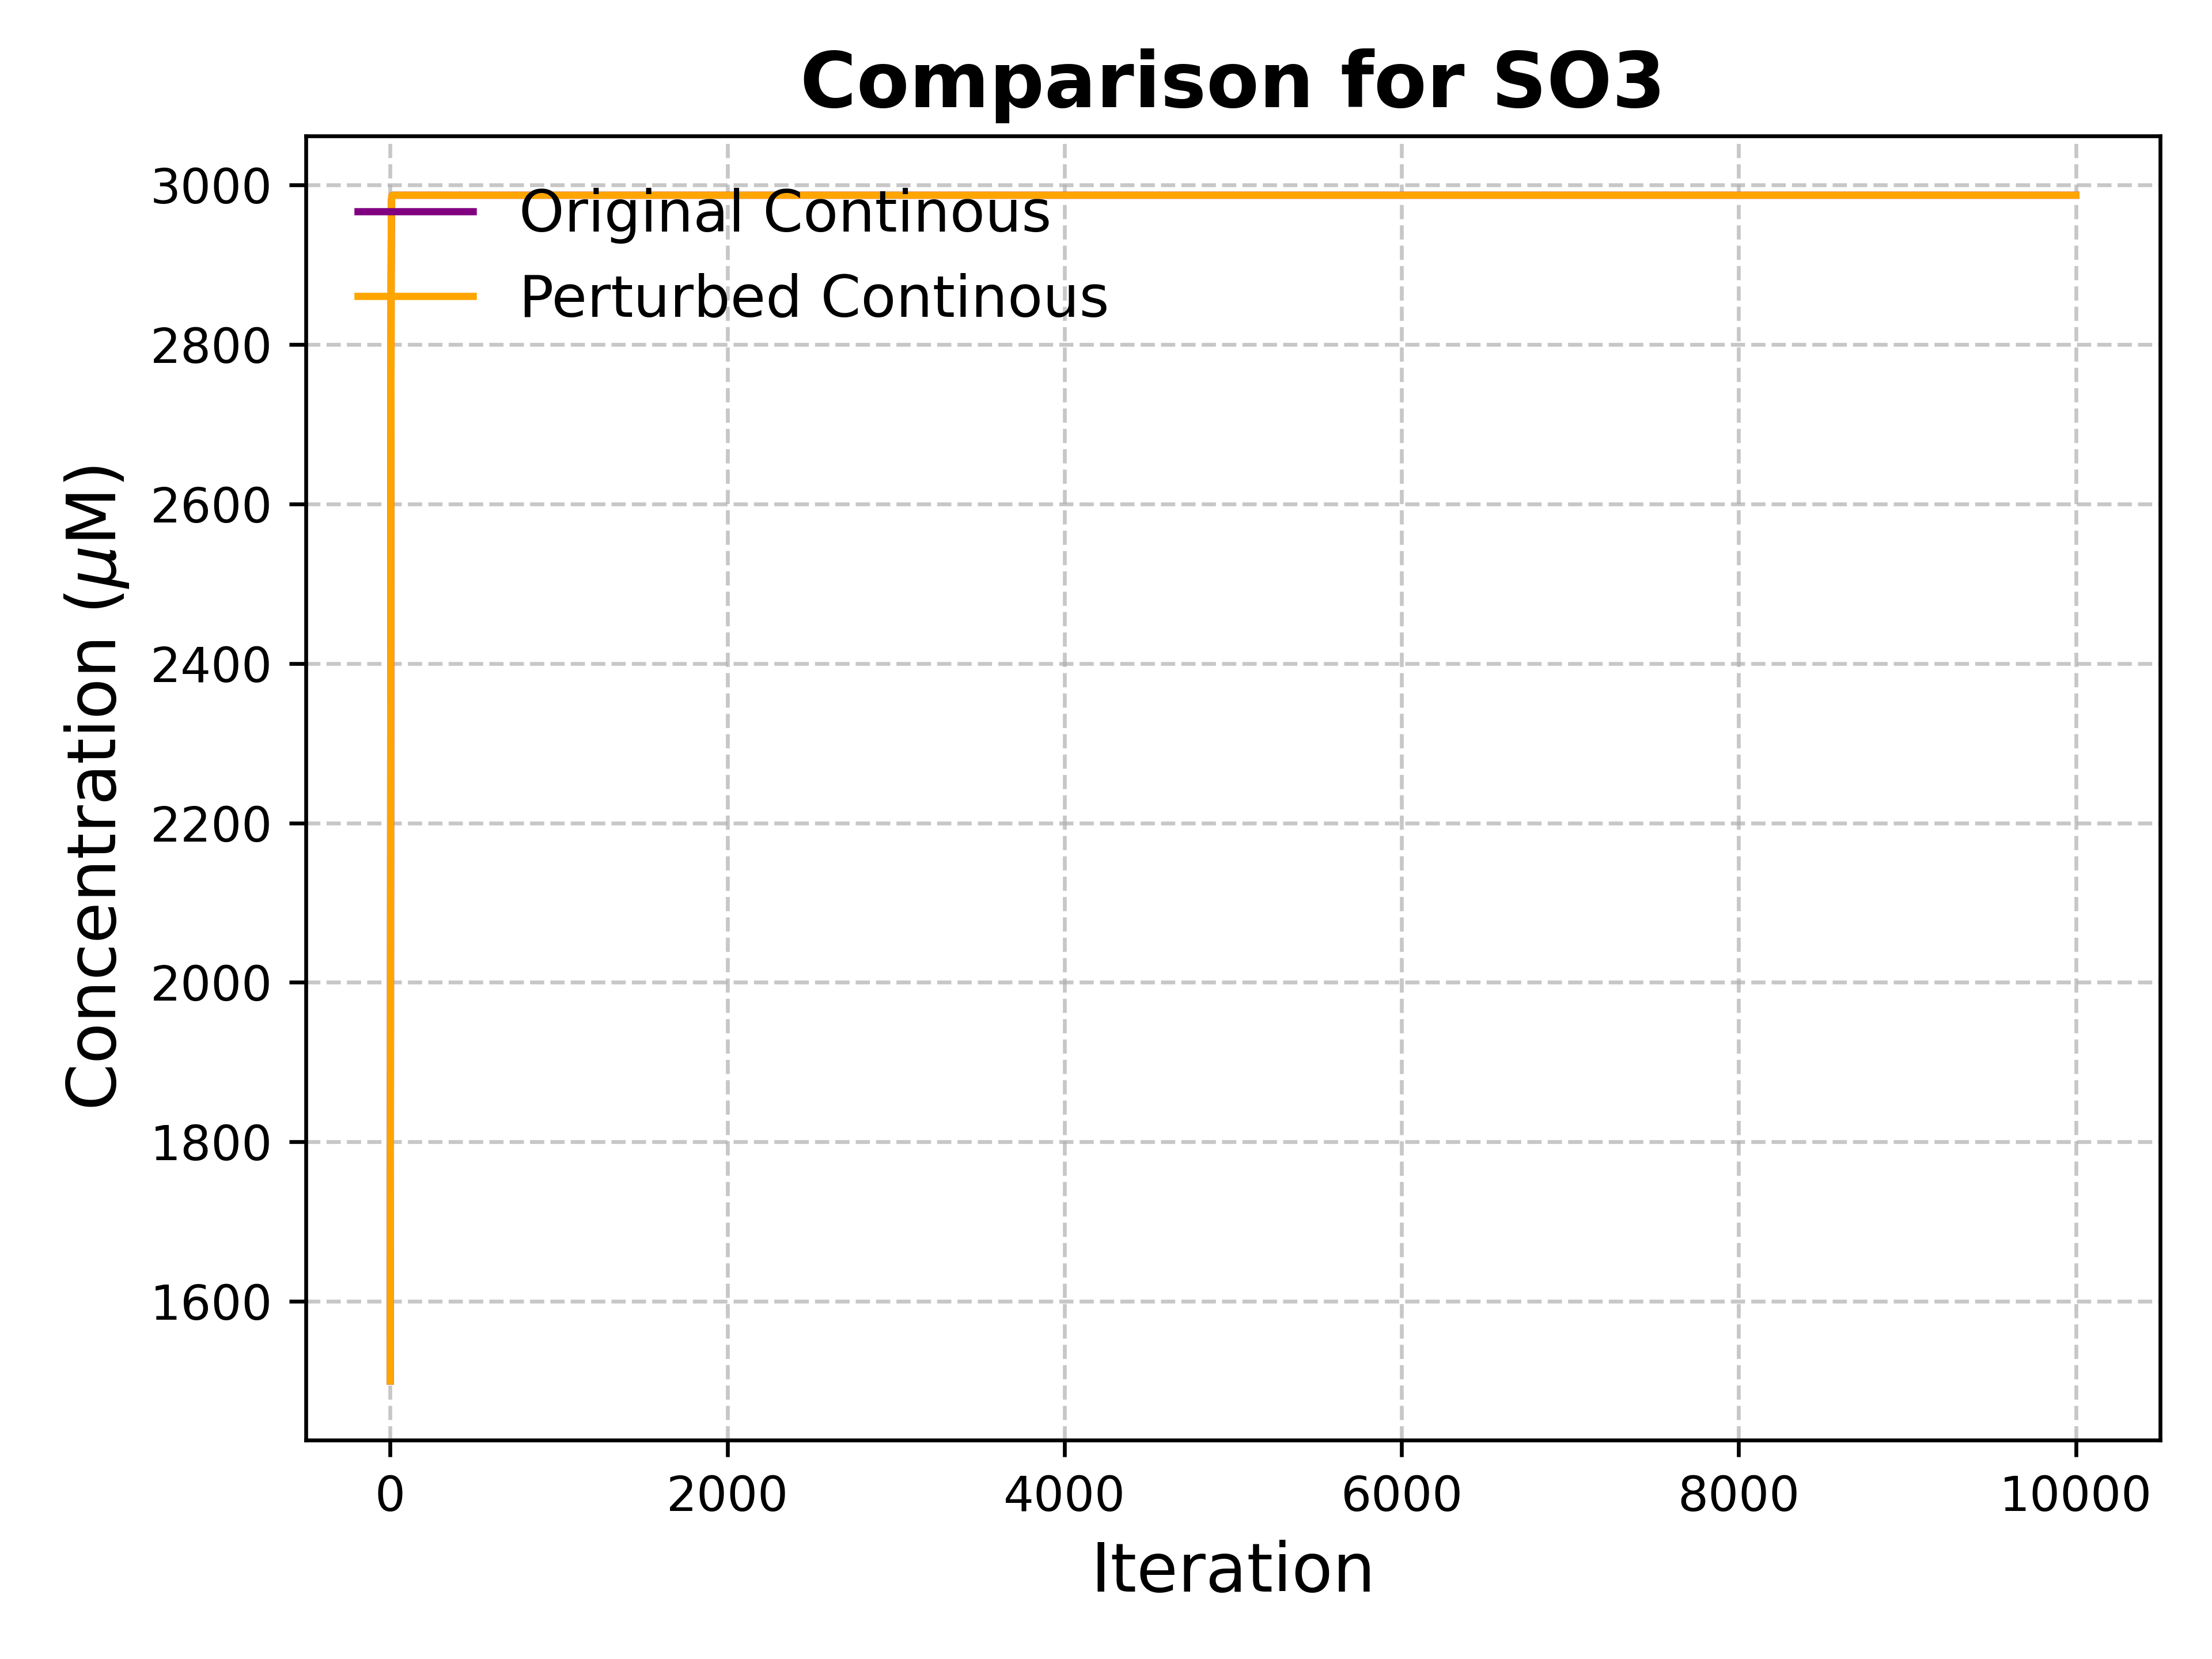 Comparison for SO3
Concentration (μM)
3000
2800
2600
2400
2200
2000
1800
1600
Original Continous
Perturbed Continous
0 2000 4000 6000 8000 10000
Iteration